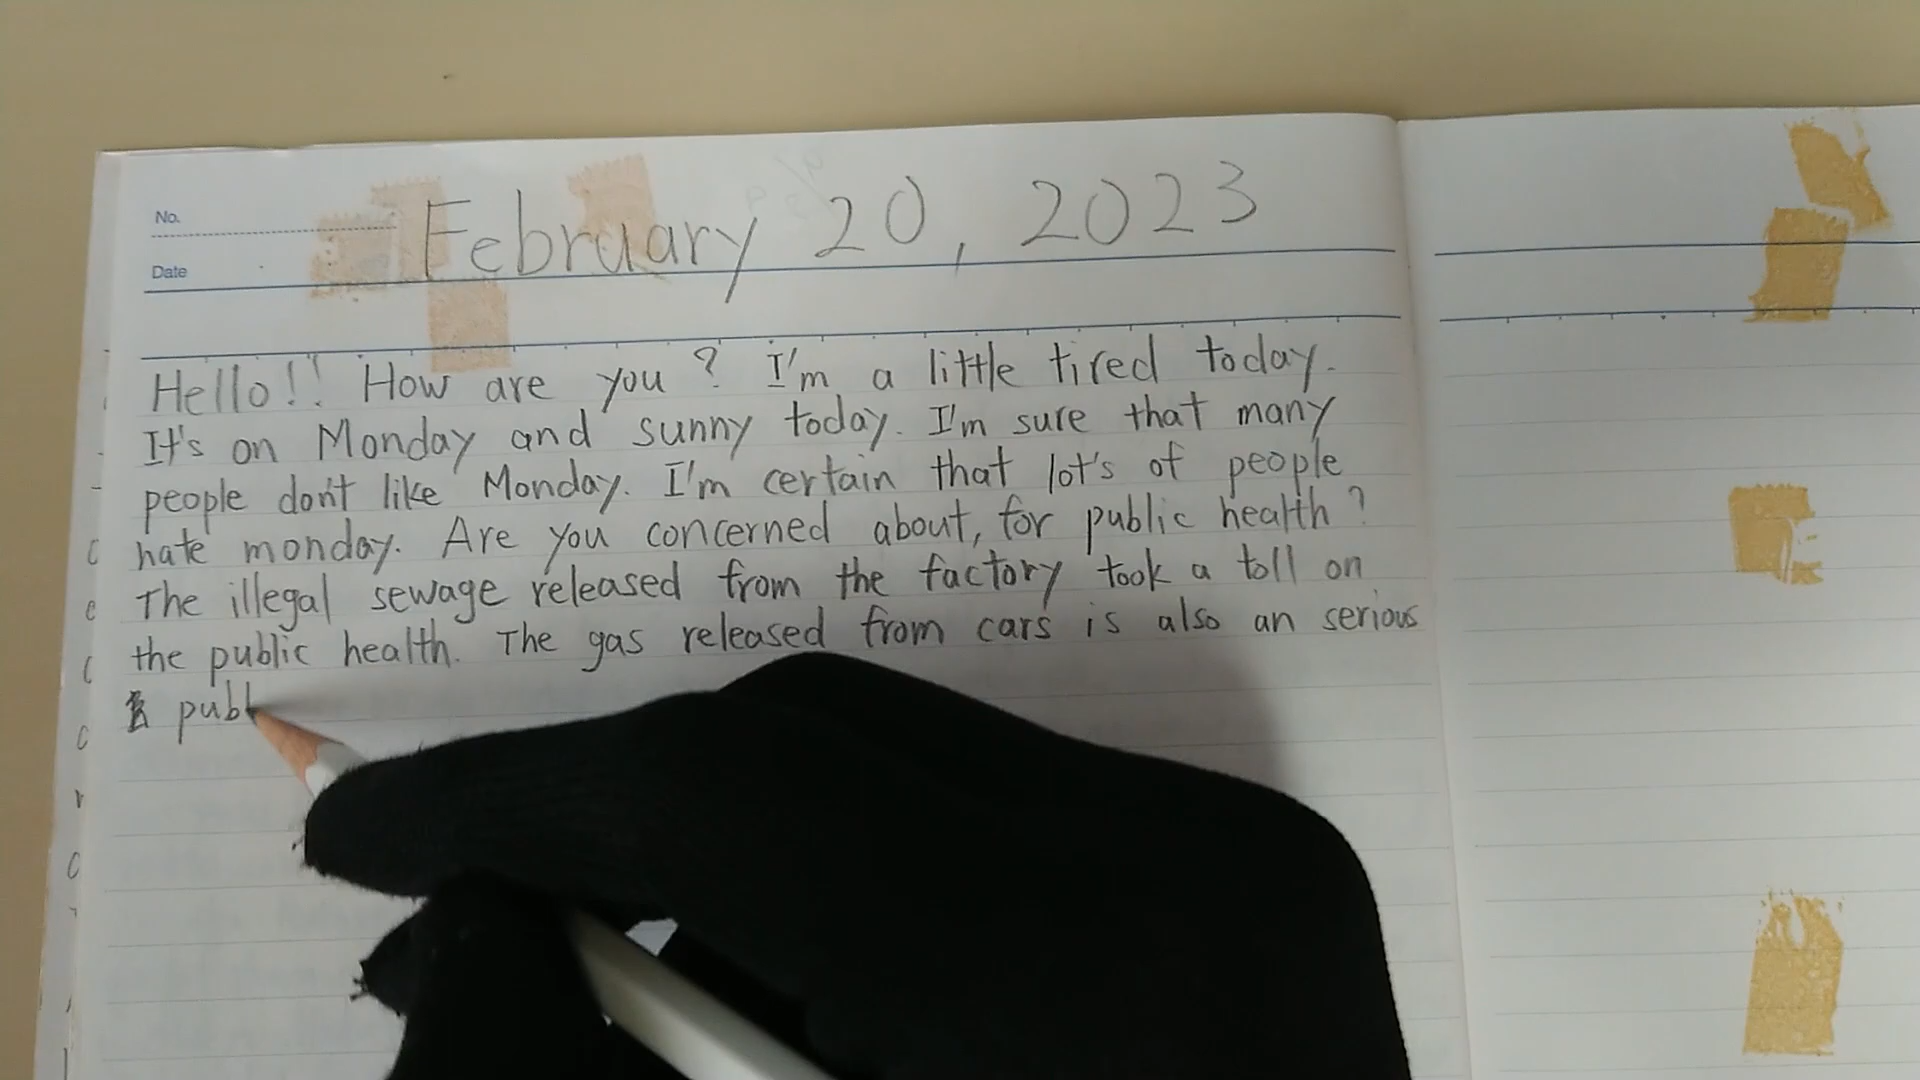 No.
Date
February 20, 2023
Hello!! How are you? I'm a little tired today.
It's on Monday and sunny today. I'm sure that many
people don't like Monday. I'm certain that lot's of people
hate monday. Are you concerned about, for public health?
The illegal sewage released from the factory took a toll on
the public health. The gas released from cars is also an serious
publ